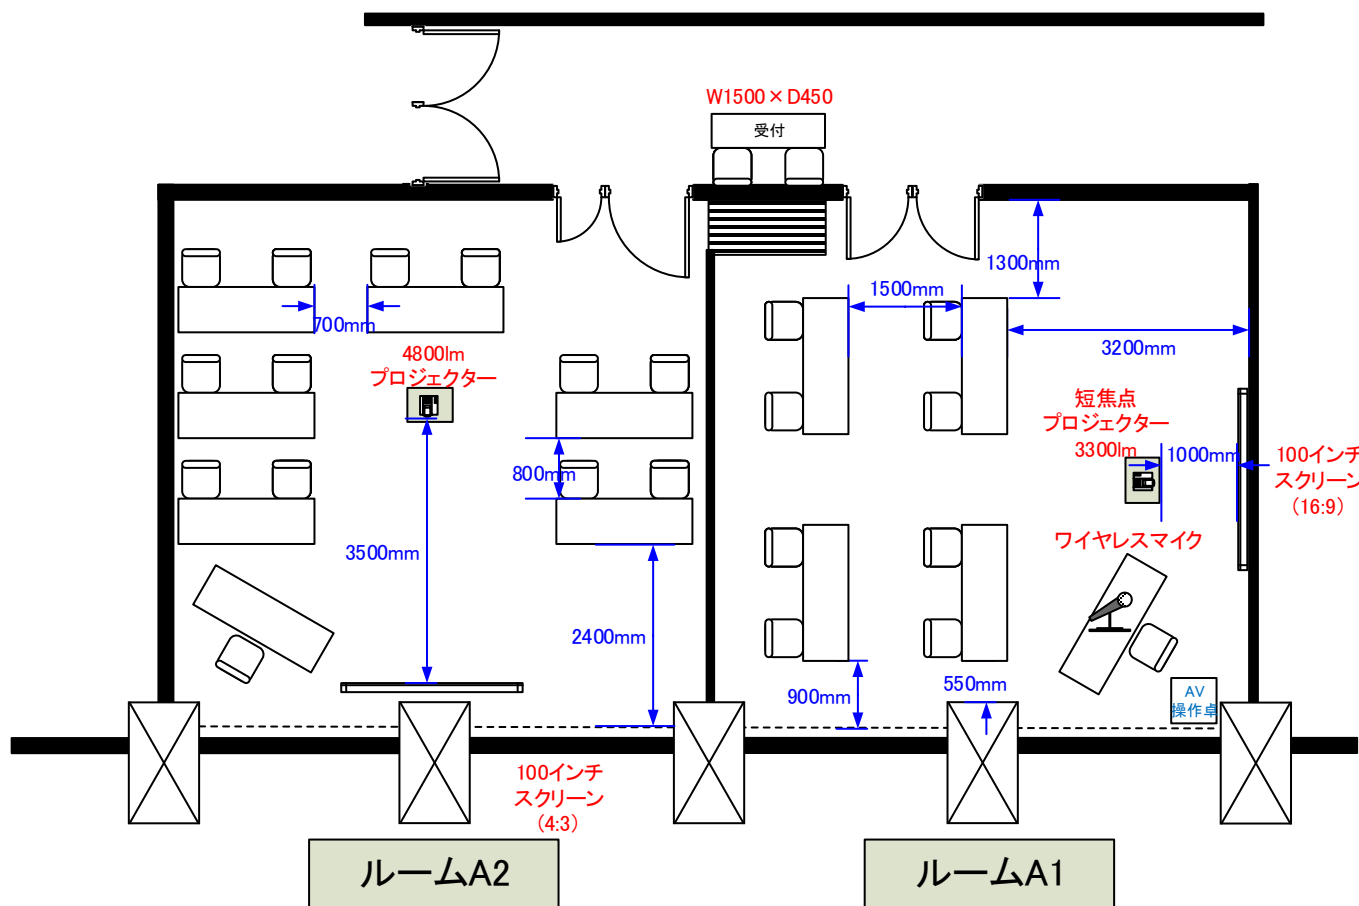 W1500×D450
受付
1300mm
1500mm
700mm
3200mm
4800lm
プロジェクター
短焦点
プロジェクター
3300lm
1000mm
100インチ
スクリーン
（16:9）
800mm
ワイヤレスマイク
3500mm
2400mm
900mm
550mm
AV
操作卓
100インチ
スクリーン
（4:3）
ルームA2
ルームA1